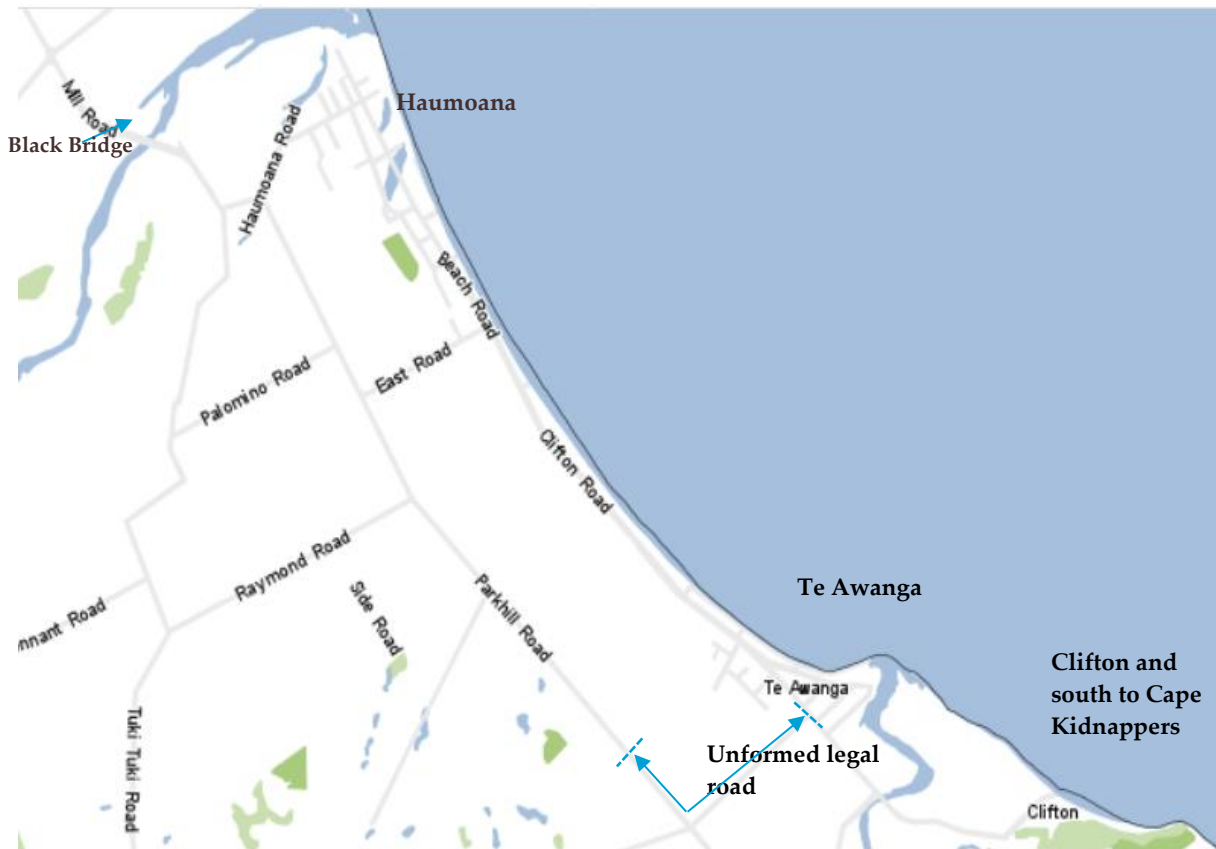 Haumoana
Mill Road
Black Bridge
Haumoana Road
Beach Road
East Road
Palomino Road
Clifton Road
Raymond Road
Side Road
Parkhill Road
nnant Road
Tuki Tuki Road
Te Awanga
Te Awanga
Clifton and
south to Cape
Kidnappers
Unformed legal
road
Clifton